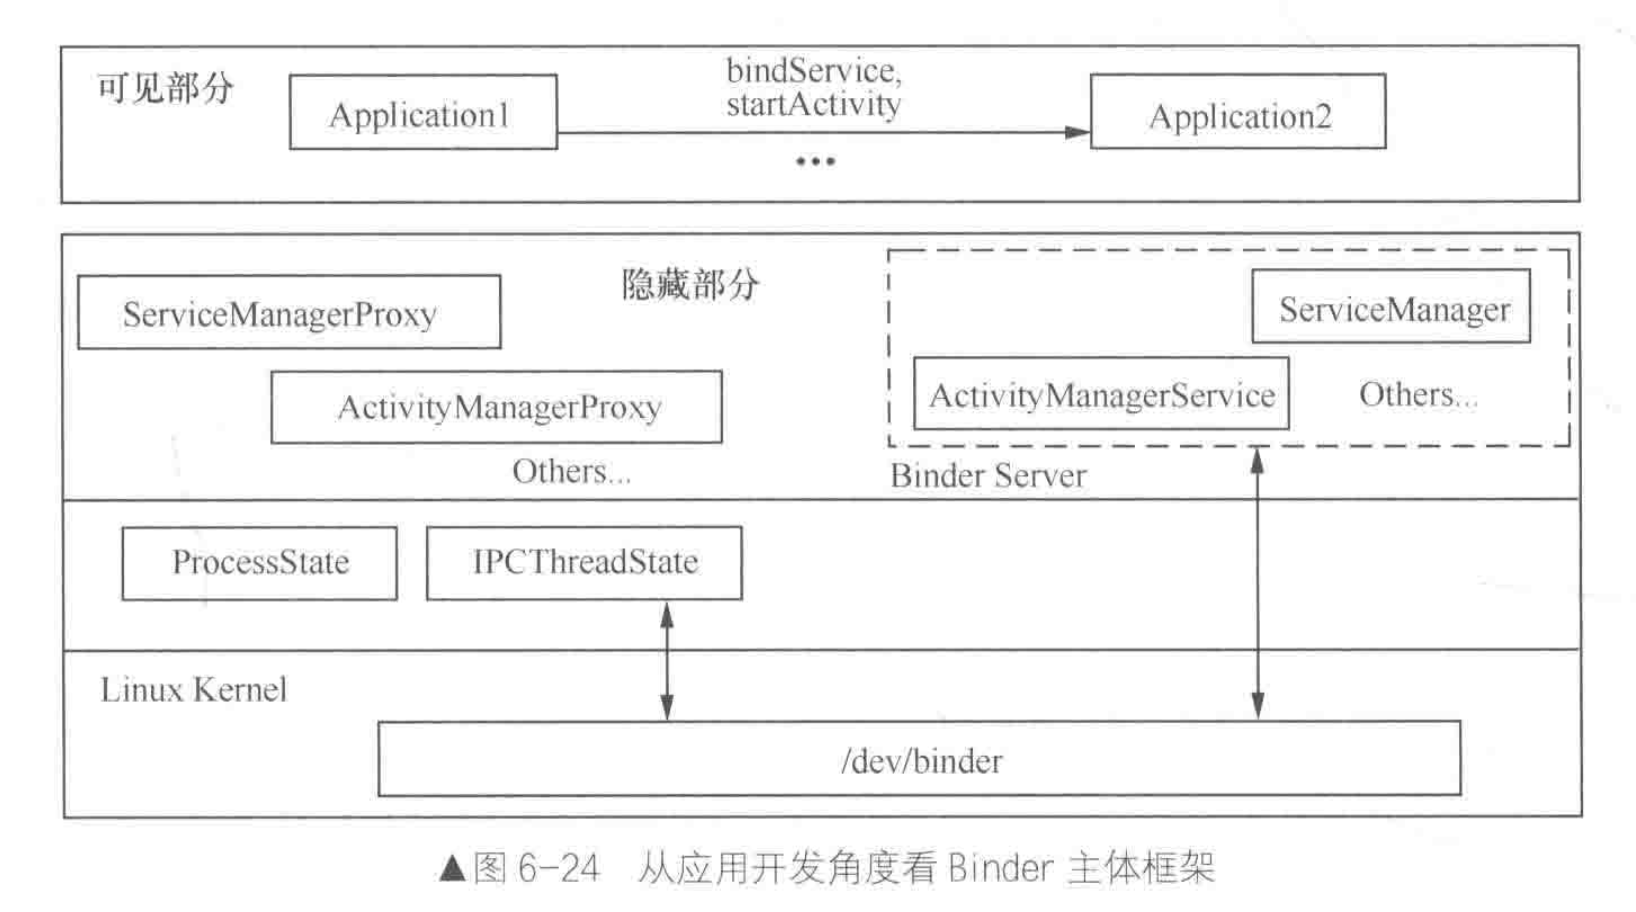 可见部分
Application1
bindService,
startActivity
...
Application2
隐藏部分
ServiceManagerProxy
ActivityManagerProxy
Others...
ServiceManager
ActivityManagerService
Others...
Binder Server
ProcessState
IPCThreadState
Linux Kernel
/dev/binder
▲图 6-24 从应用开发角度看 Binder 主体框架